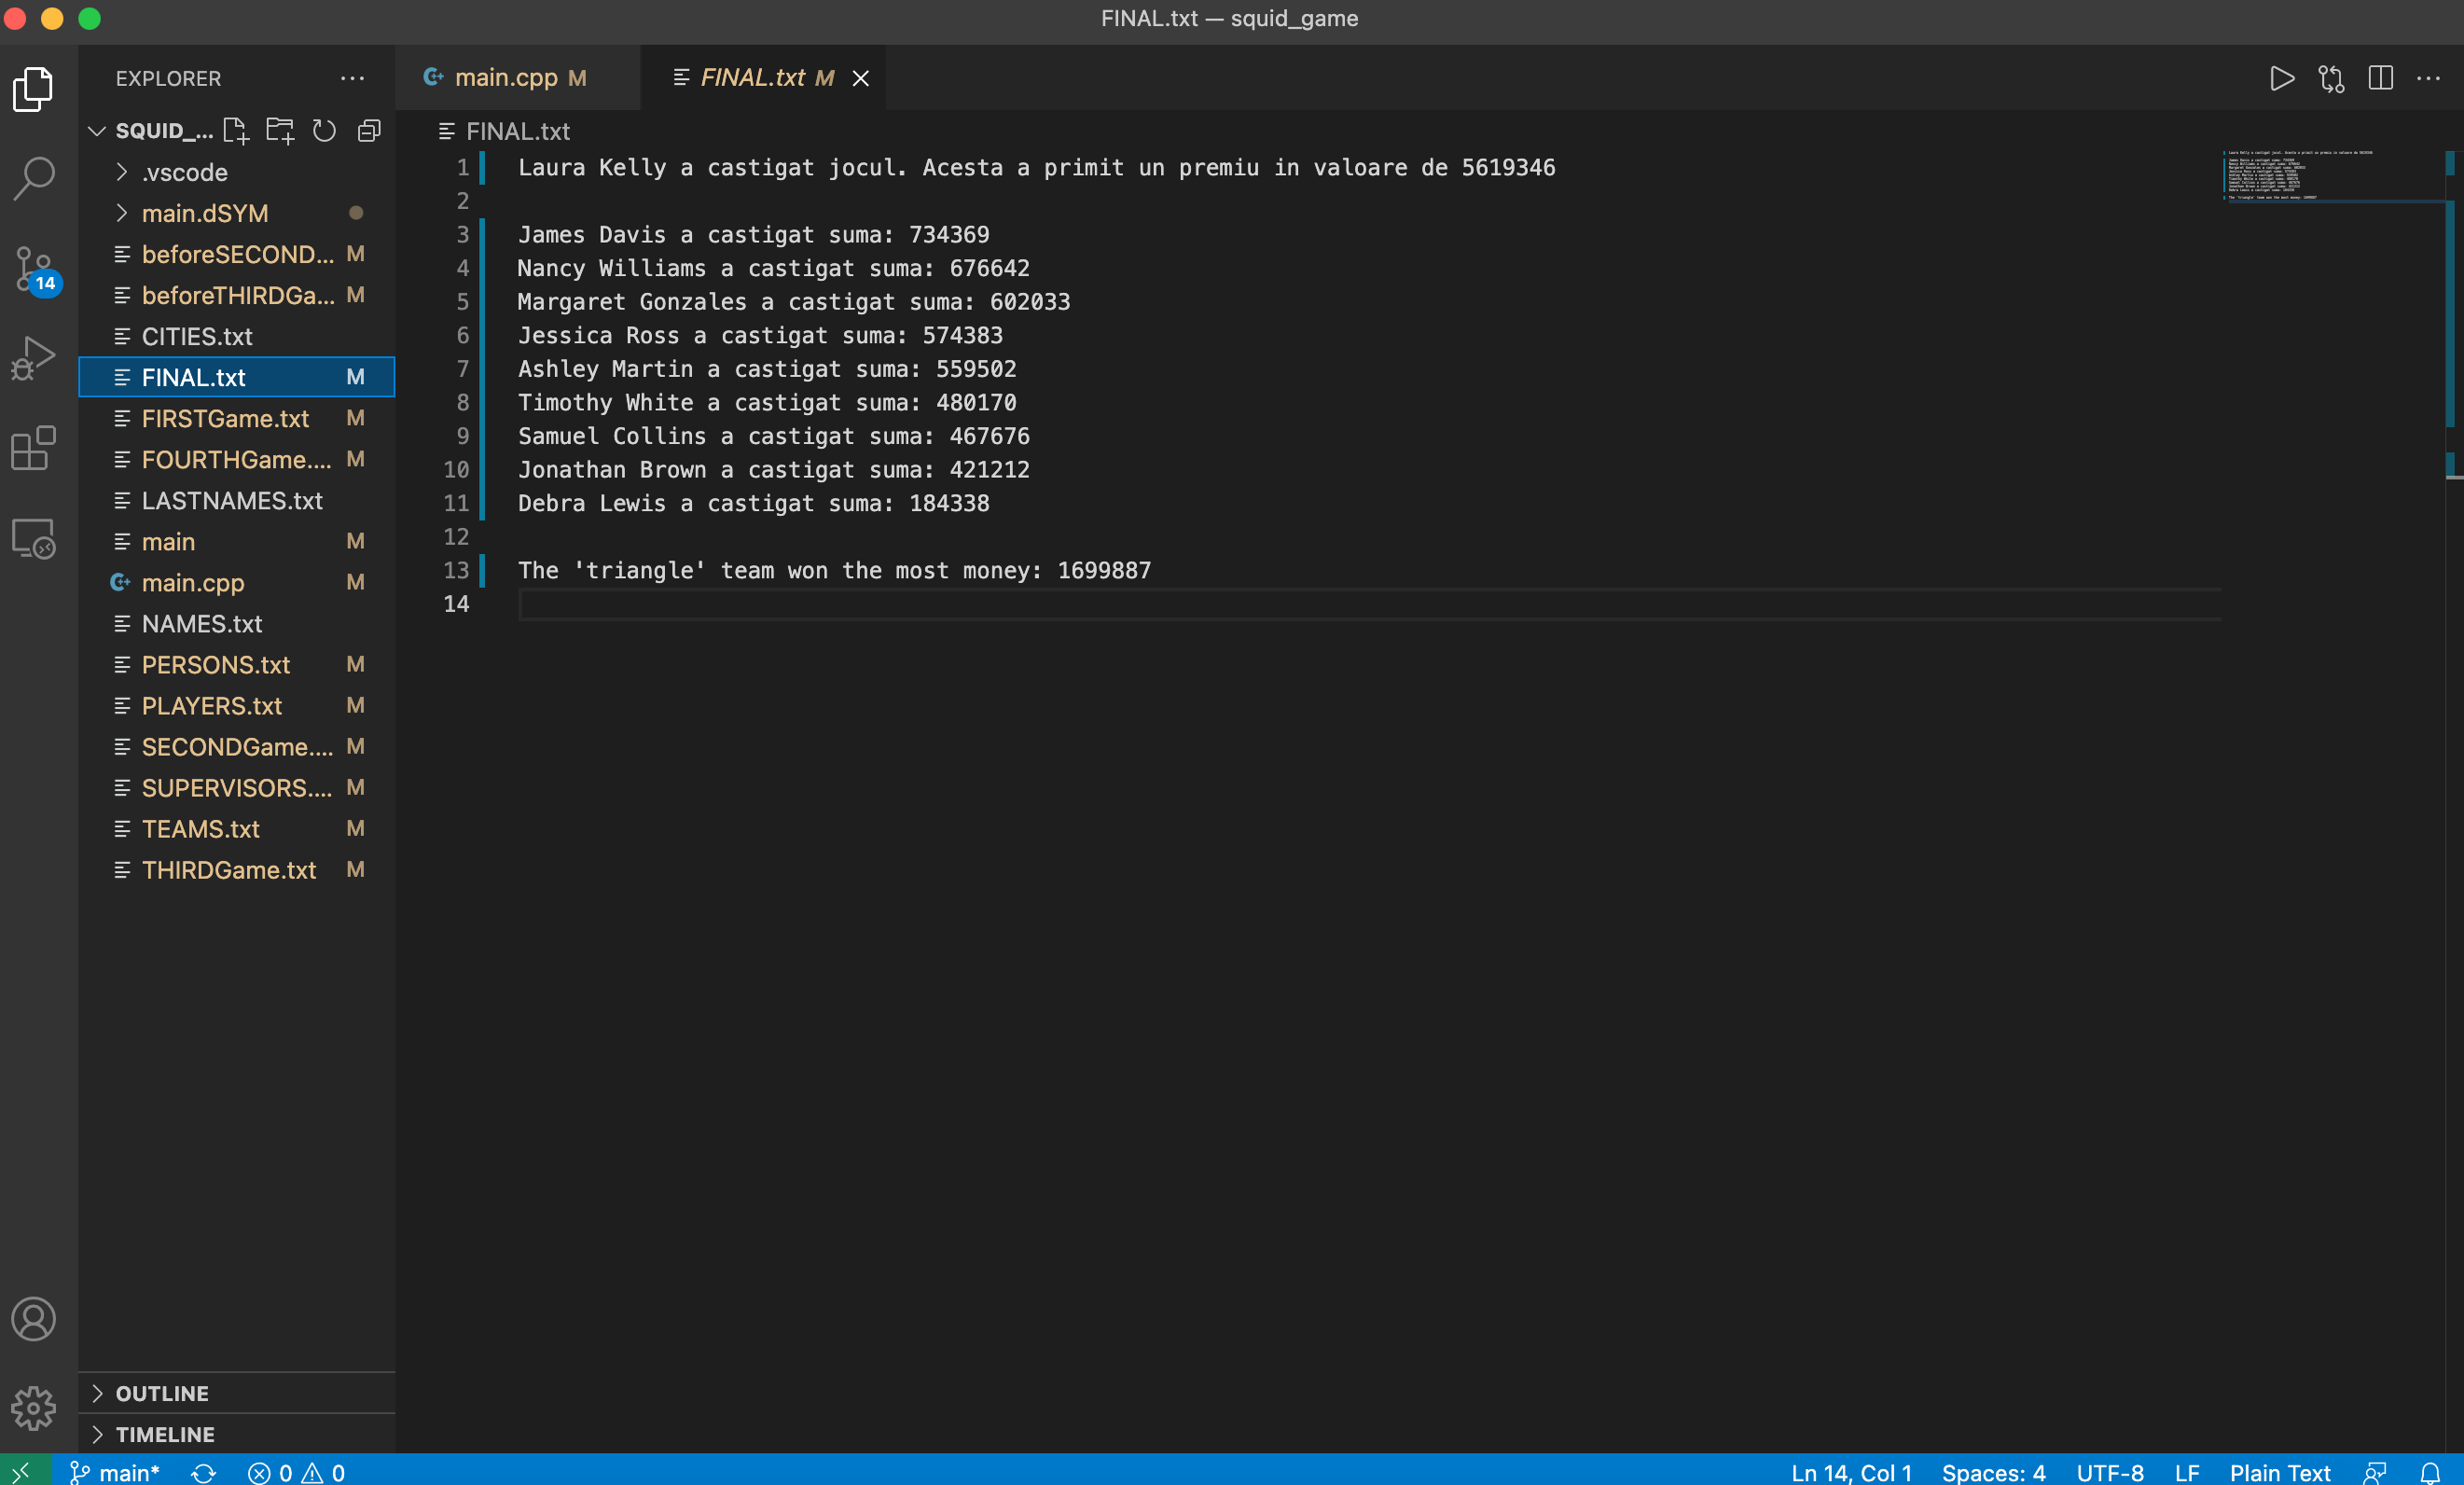 FINAL.txt — squid_game
EXPLORER
main.cpp M
FINAL.txt M
SQUID_...
FINAL.txt
.vscode
main.dSYM
beforeSECOND... M
beforeTHIRDGa... M
CITIES.txt
FINAL.txt M
FIRSTGame.txt M
FOURTHGame.... M
LASTNAMES.txt
main M
main.cpp M
NAMES.txt
PERSONS.txt M
PLAYERS.txt M
SECONDGame.... M
SUPERVISORS.... M
TEAMS.txt M
THIRDGame.txt M
14
OUTLINE
TIMELINE
1 Laura Kelly a castigat jocul. Acesta a primit un premiu in valoare de 5619346
2
3 James Davis a castigat suma: 734369
4 Nancy Williams a castigat suma: 676642
5 Margaret Gonzales a castigat suma: 602033
6 Jessica Ross a castigat suma: 574383
7 Ashley Martin a castigat suma: 559502
8 Timothy White a castigat suma: 480170
9 Samuel Collins a castigat suma: 467676
10 Jonathan Brown a castigat suma: 421212
11 Debra Lewis a castigat suma: 184338
12
13 The 'triangle' team won the most money: 1699887
14
main* 0 0 Ln 14, Col 1 Spaces: 4 UTF-8 LF Plain Text